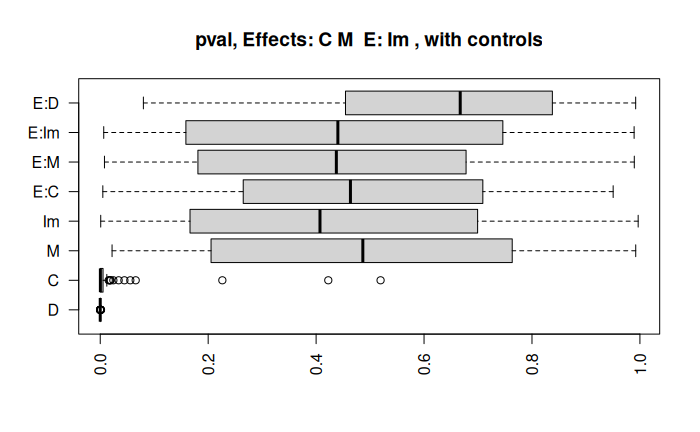 pval, Effects: C M  E: Im , with controls
E:D
E:Im
E:M
E:C
Im
M
C
D
0.0 0.2 0.4 0.6 0.8 1.0